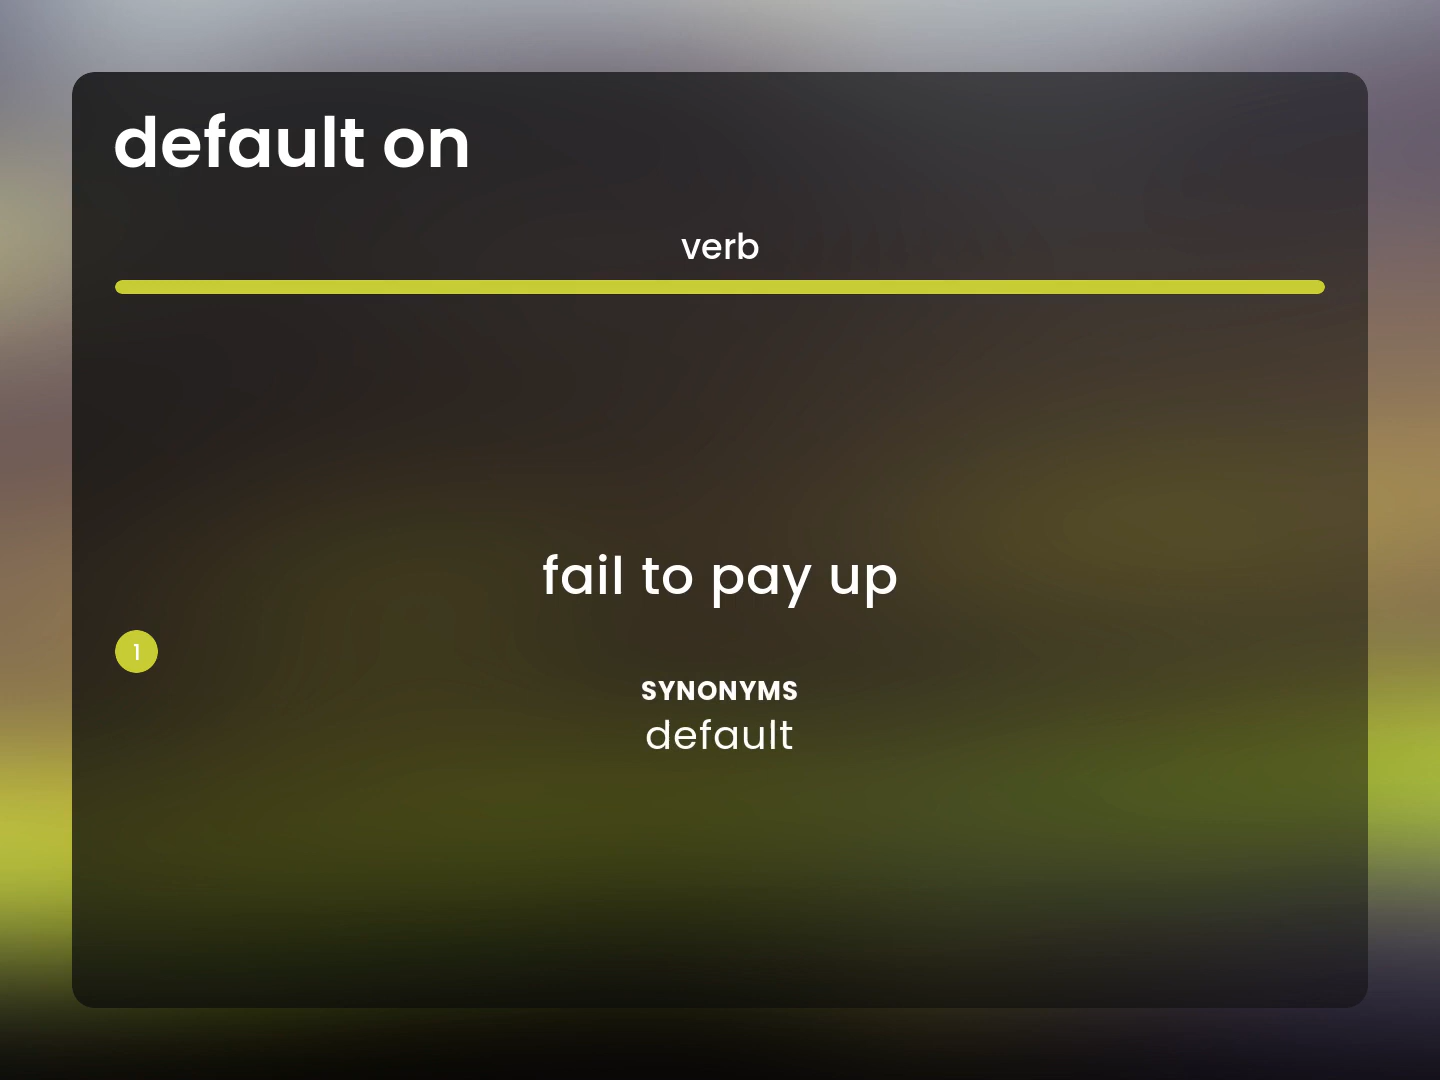 default on
verb
fail to pay up
1
SYNONYMS
default